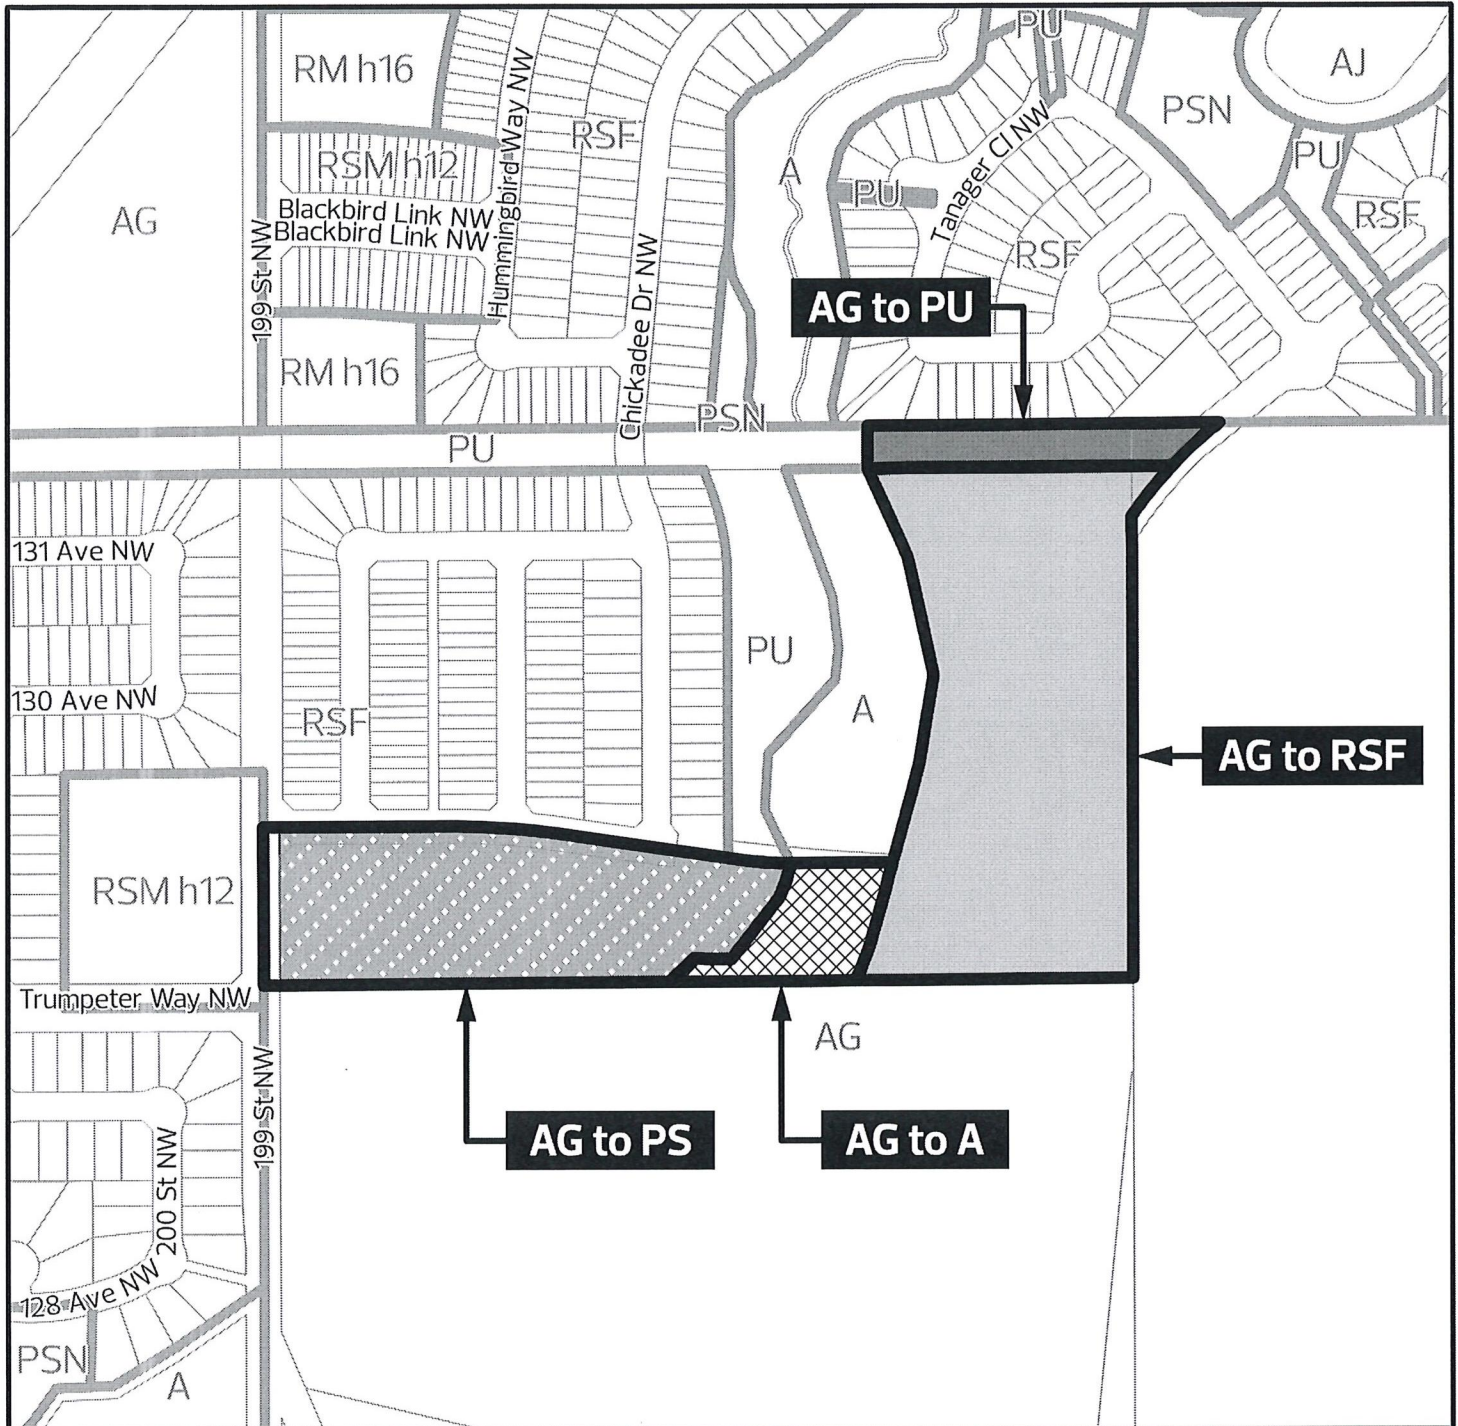 PU
RM h16
AJ
PSN
RSF
Hummingbird Way NW
RSM h12
A
PU
Tanager Cl NW
PU
AG
Blackbird Link NW
Blackbird Link NW
RSF
RSF
199 St NW
Chickadee Dr NW
AG to PU
RM h16
PSN
PU
131 Ave NW
PU
130 Ave NW
RSF
A
AG to RSF
RSM h12
Trumpeter Way NW
AG
199 St NW
AG to PS
AG to A
200 St NW
128 Ave NW
PSN
A